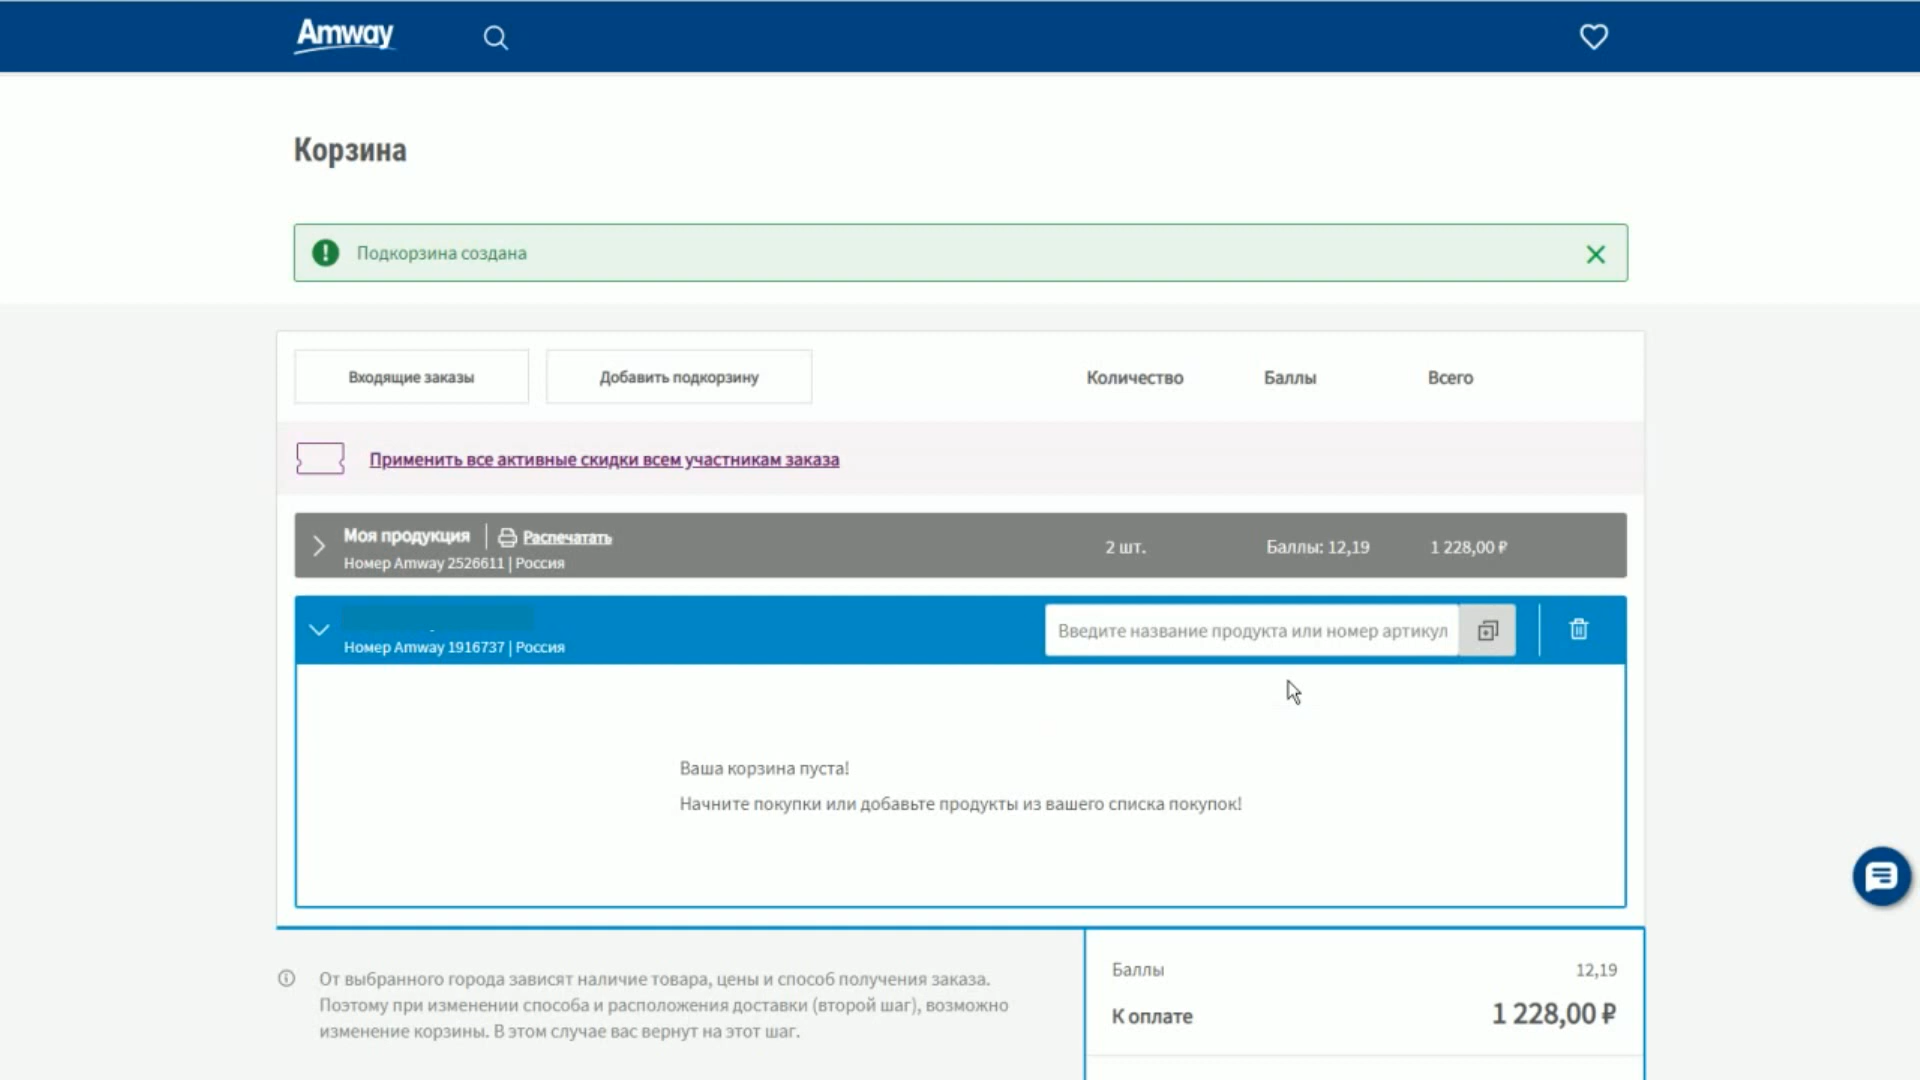 Amway
Корзина
Подкорзина создана
Входящие заказы
Добавить подкорзину
Количество
Баллы
Всего
Применить все активные скидки всем участникам заказа
Моя продукция | Распечатать
Номер Amway 2526611 | Россия
2 шт.
Баллы: 12,19
1 228,00 ₽
Номер Amway 1916737 | Россия
Введите название продукта или номер артикул
Ваша корзина пуста!
Начните покупки или добавьте продукты из вашего списка покупок!
От выбранного города зависят наличие товара, цены и способ получения заказа.
Поэтому при изменении способа и расположения доставки (второй шаг), возможно
изменение корзины. В этом случае вас вернут на этот шаг.
Баллы
12,19
К оплате
1 228,00 ₽